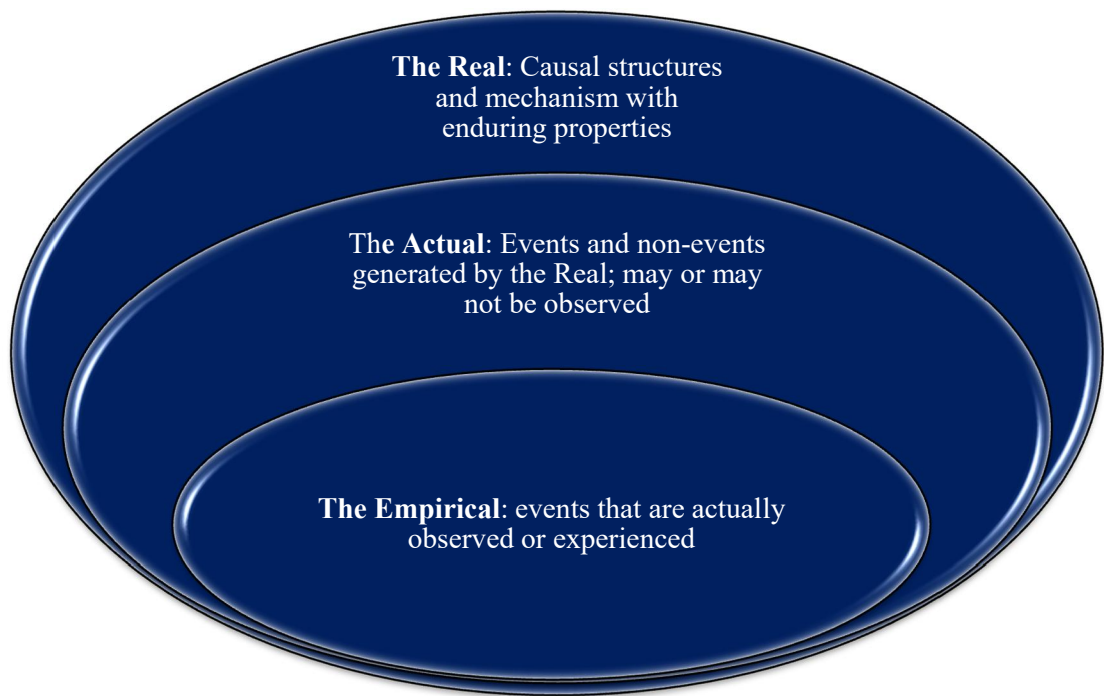 The Real: Causal structures
and mechanism with
enduring properties
The Actual: Events and non-events
generated by the Real; may or may
not be observed
The Empirical: events that are actually
observed or experienced